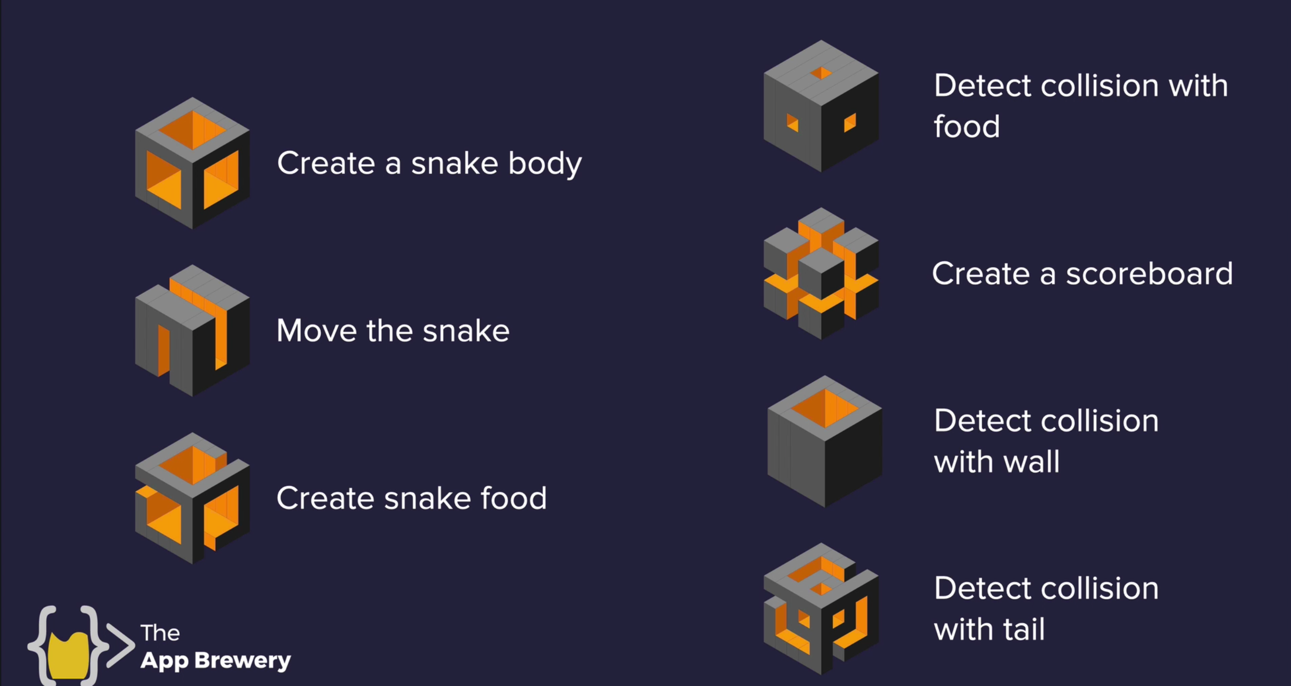 Create a snake body
Move the snake
Create snake food
Detect collision with
food
Create a scoreboard
Detect collision
with wall
Detect collision
with tail
The
App Brewery